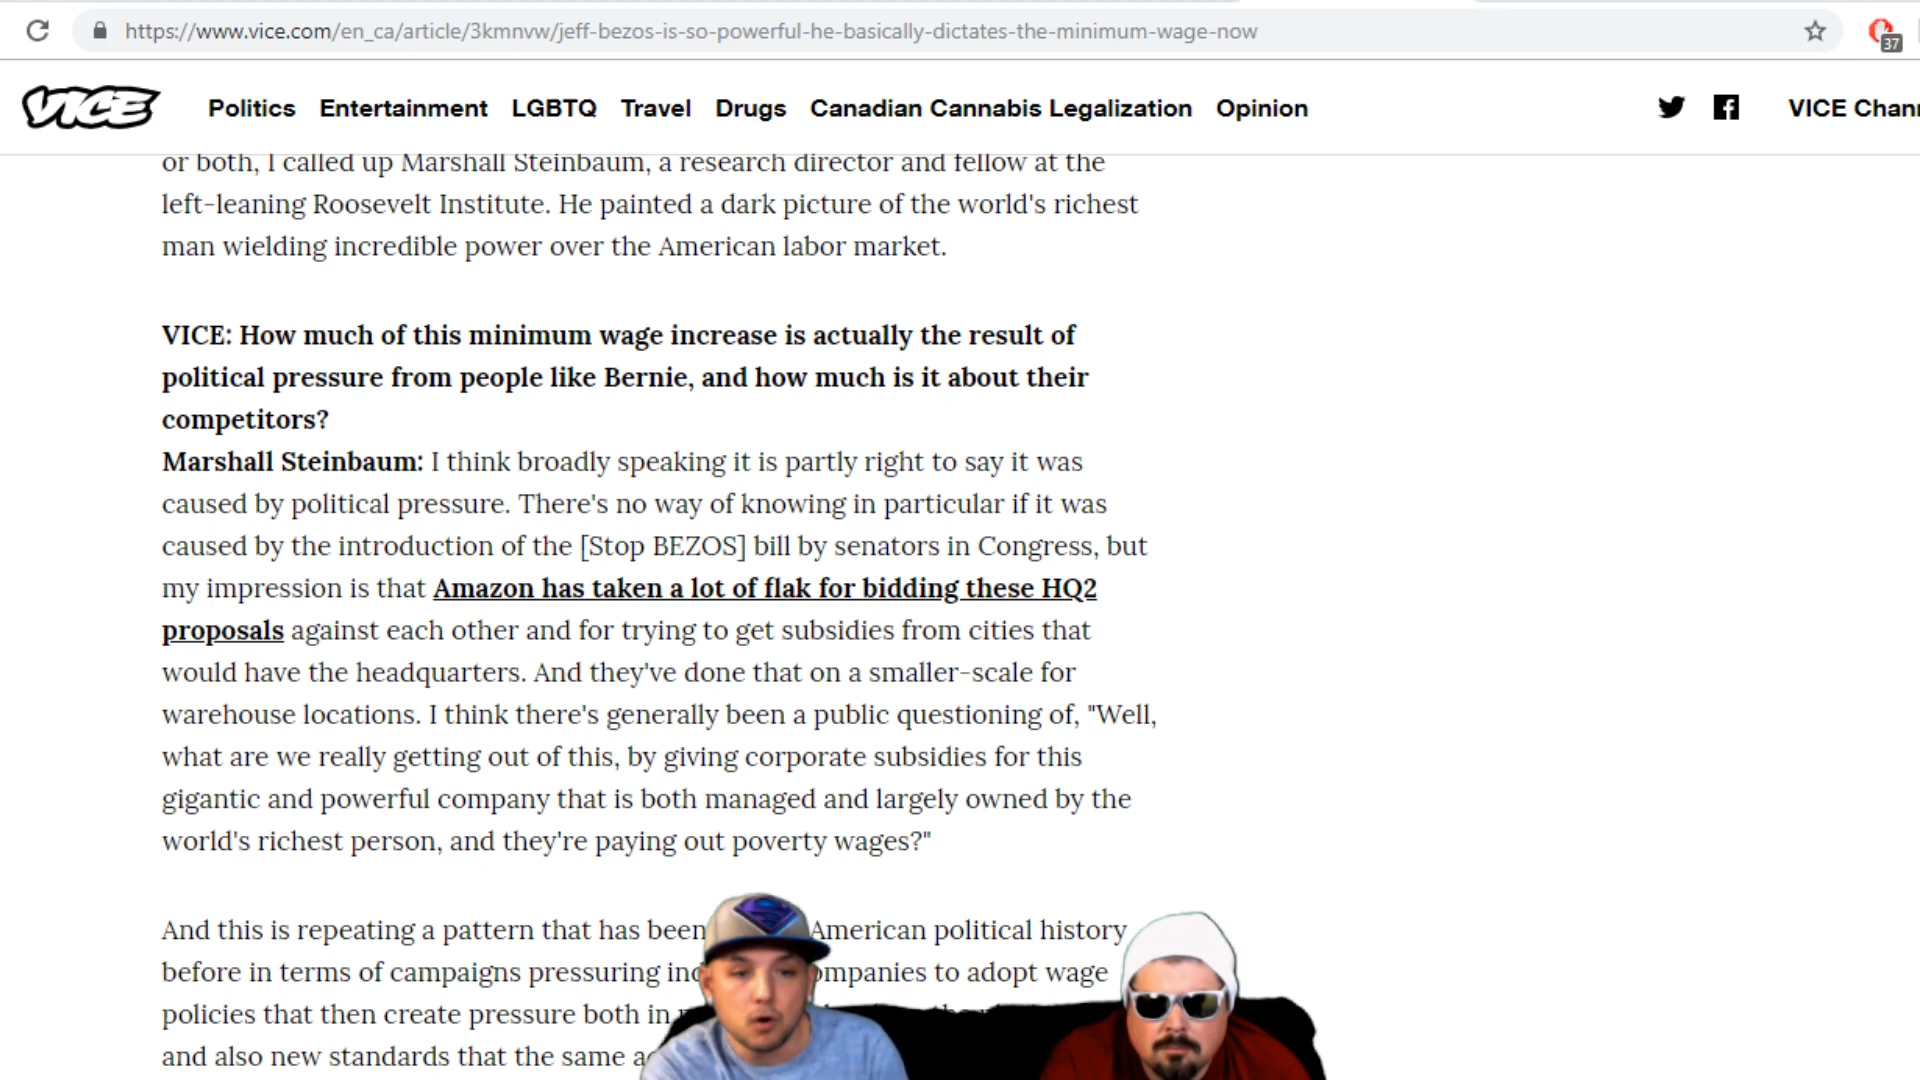 https://www.vice.com/en_ca/article/3kmnvw/jeff-bezos-is-so-powerful-he-basically-dictates-the-minimum-wage-now
37
VICE Politics Entertainment LGBTQ Travel Drugs Canadian Cannabis Legalization Opinion VICE
or both, I called up Marshall Steinbaum, a research director and fellow at the
left-leaning Roosevelt Institute. He painted a dark picture of the world's richest
man wielding incredible power over the American labor market.
VICE: How much of this minimum wage increase is actually the result of
political pressure from people like Bernie, and how much is it about their
competitors?
Marshall Steinbaum: I think broadly speaking it is partly right to say it was
caused by political pressure. There's no way of knowing in particular if it was
caused by the introduction of the [Stop BEZOS] bill by senators in Congress, but
my impression is that Amazon has taken a lot of flak for bidding these HQ2
proposals against each other and for trying to get subsidies from cities that
would have the headquarters. And they've done that on a smaller-scale for
warehouse locations. I think there's generally been a public questioning of, "Well,
what are we really getting out of this, by giving corporate subsidies for this
gigantic and powerful company that is both managed and largely owned by the
world's richest person, and they're paying out poverty wages?"
And this is repeating a pattern that has been American political history
before in terms of campaigns pressuring companies to adopt wage
policies that then create pressure both in
and also new standards that the same